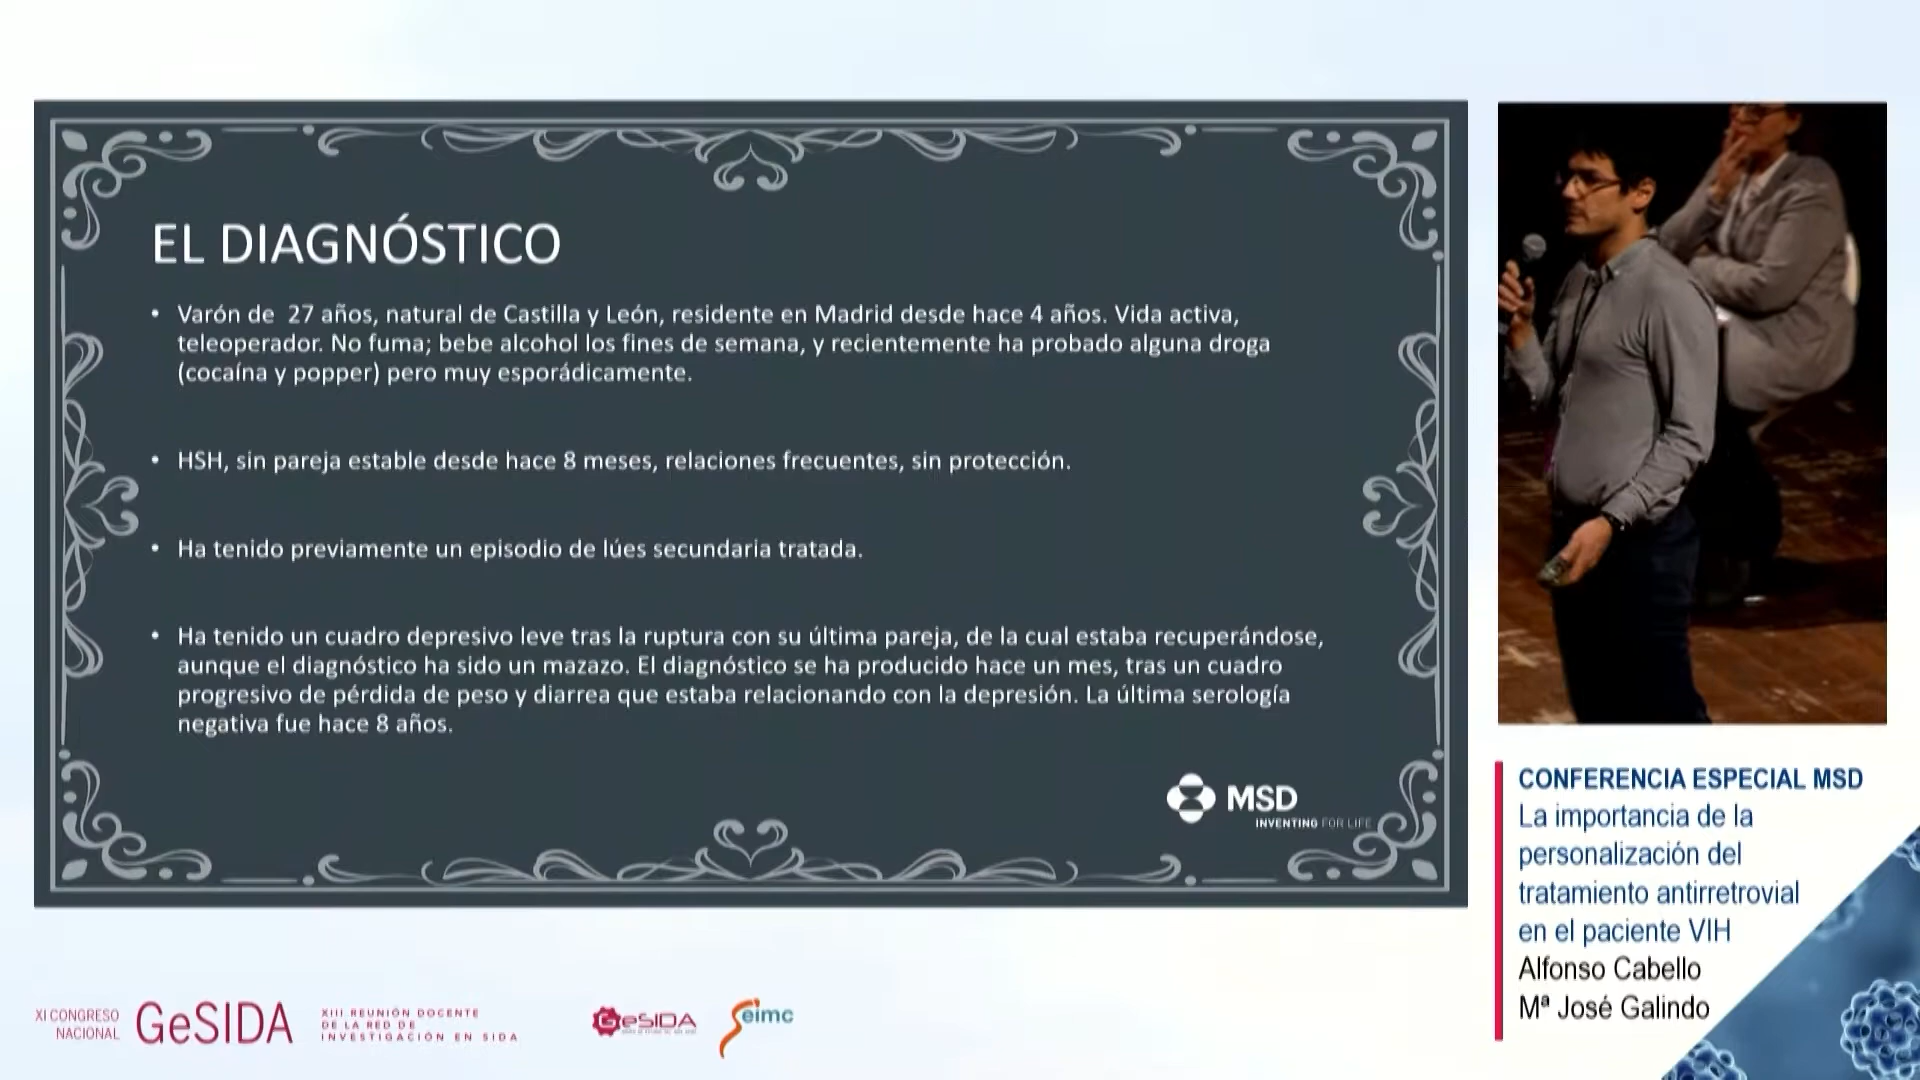 EL DIAGNÓSTICO
• Varón de  27 años, natural de Castilla y León, residente en Madrid desde hace 4 años. Vida activa,
teleoperador. No fuma; bebe alcohol los fines de semana, y recientemente ha probado alguna droga
(cocaína y popper) pero muy esporádicamente.
• HSH, sin pareja estable desde hace 8 meses, relaciones frecuentes, sin protección.
• Ha tenido previamente un episodio de lúes secundaria tratada.
• Ha tenido un cuadro depresivo leve tras la ruptura con su última pareja, de la cual estaba recuperándose,
aunque el diagnóstico ha sido un mazazo. El diagnóstico se ha producido hace un mes, tras un cuadro
progresivo de pérdida de peso y diarrea que estaba relacionando con la depresión. La última serología
negativa fue hace 8 años.
MSD
INVENTING FOR LIFE
CONFERENCIA ESPECIAL MSD
La importancia de la
personalización del
tratamiento antirretrovial
en el paciente VIH
Alfonso Cabello
Mª José Galindo
XI CONGRESO
NACIONAL
GeSIDA
XIII REUNIÓN DOCENTE
DE LA RED DE
INVESTIGACIÓN EN SIDA
GeSIDA
Seimc